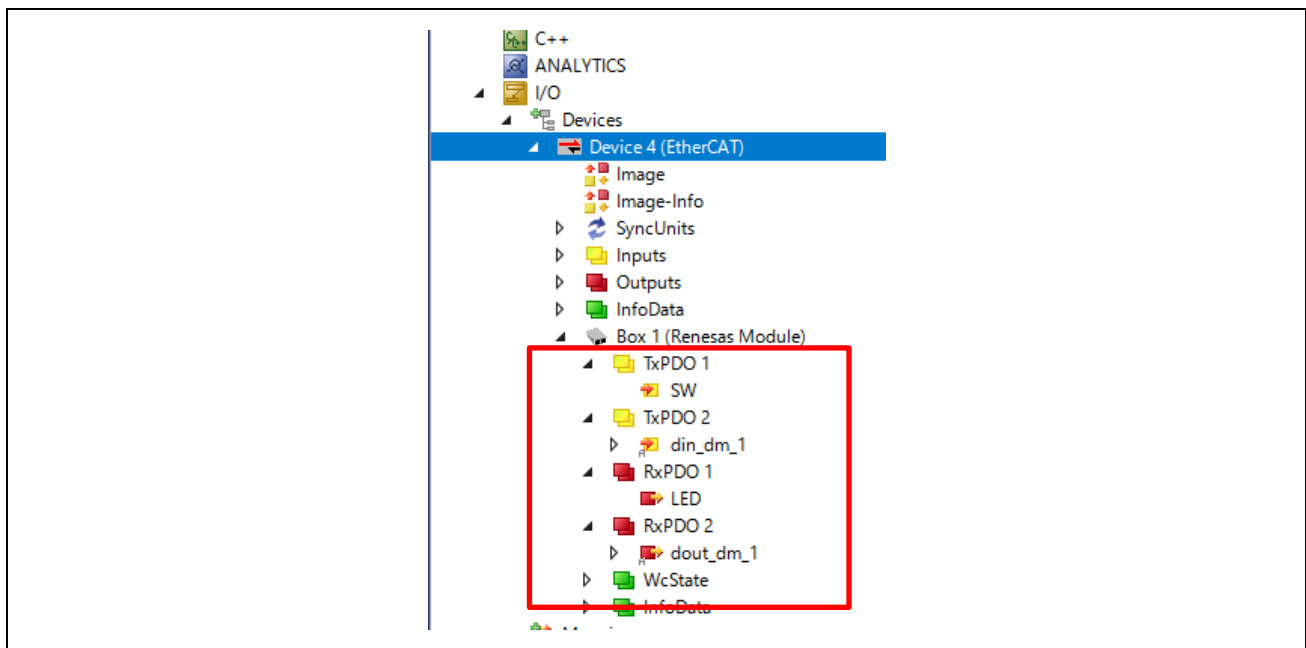 C++
ANALYTICS
I/O
Devices
Device 4 (EtherCAT)
Image
Image-Info
SyncUnits
Inputs
Outputs
InfoData
Box 1 (Renesas Module)
TxPDO 1
SW
TxPDO 2
din_dm_1
RxPDO 1
LED
RxPDO 2
dout_dm_1
WcState
InfoData